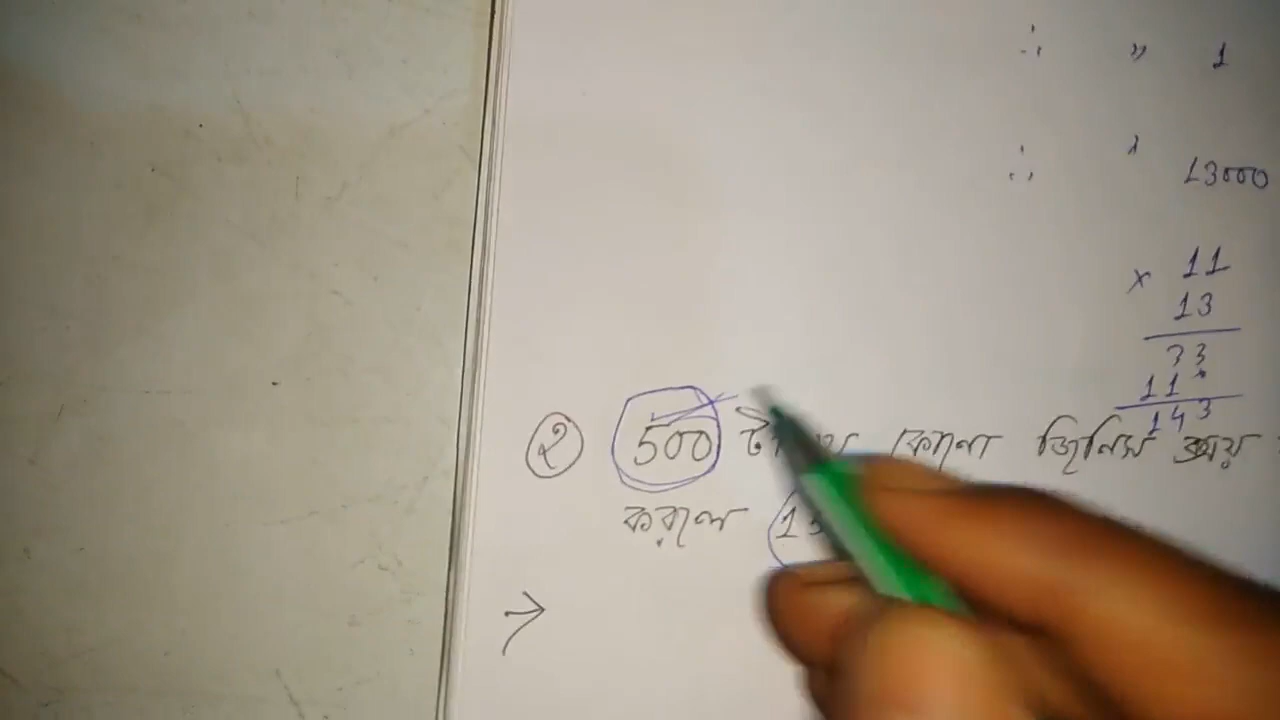 ∴ " 1
∴ " 13000
× 11
13
33
11
143
② 500 কোনো জিনিস ক্রয়
করলে
→